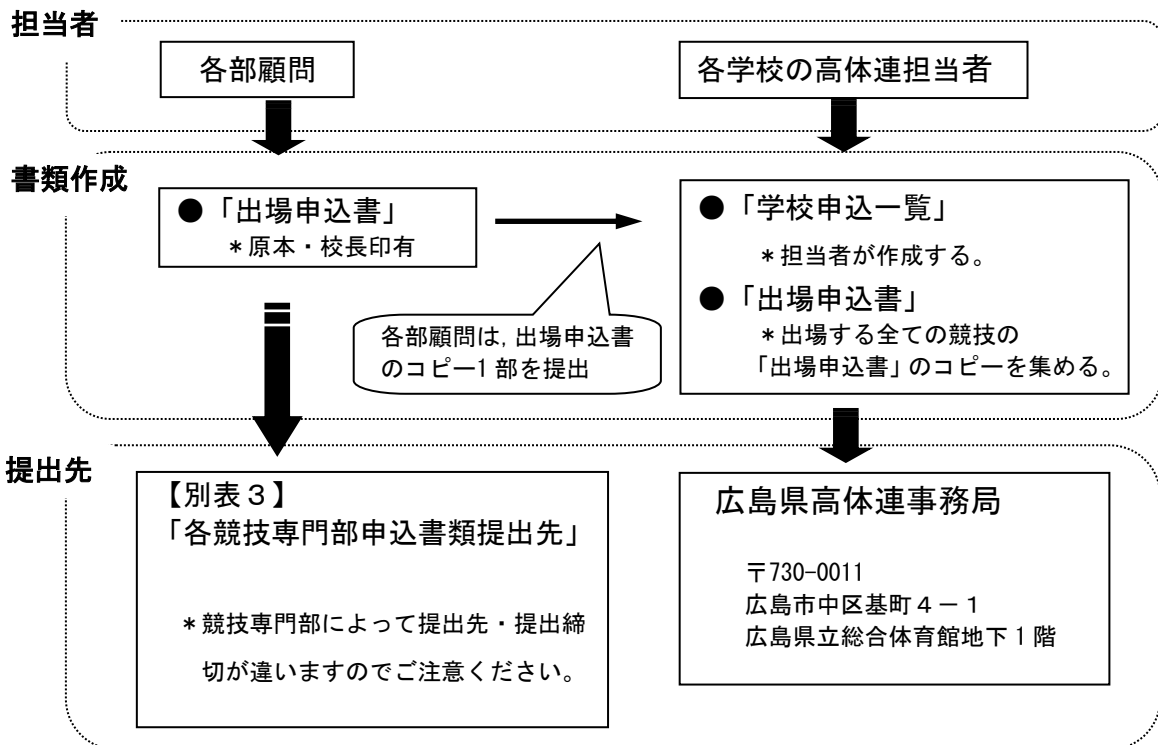 担当者
各部顧問
各学校の高体連担当者
書類作成
●「出場申込書」
＊原本・校長印有
各部顧問は, 出場申込書
のコピー1 部を提出
●「学校申込一覧」
＊担当者が作成する。
●「出場申込書」
＊出場する全ての競技の
「出場申込書」のコピーを集める。
提出先
【別表３】
「各競技専門部申込書類提出先」
＊競技専門部によって提出先・提出締
切が違いますのでご注意ください。
広島県高体連事務局
〒730-0011
広島市中区基町４－１
広島県立総合体育館地下１階